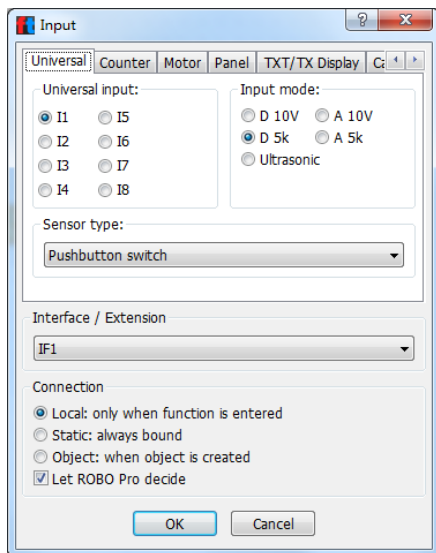 Input
Universal Counter Motor Panel TXT/TX Display
Universal input: Input mode:
I1 I5 D 10V A 10V
I2 I6 D 5k A 5k
I3 I7 Ultrasonic
I4 I8
Sensor type:
Pushbutton switch
Interface / Extension
IF1
Connection
Local: only when function is entered
Static: always bound
Object: when object is created
Let ROBO Pro decide
OK Cancel